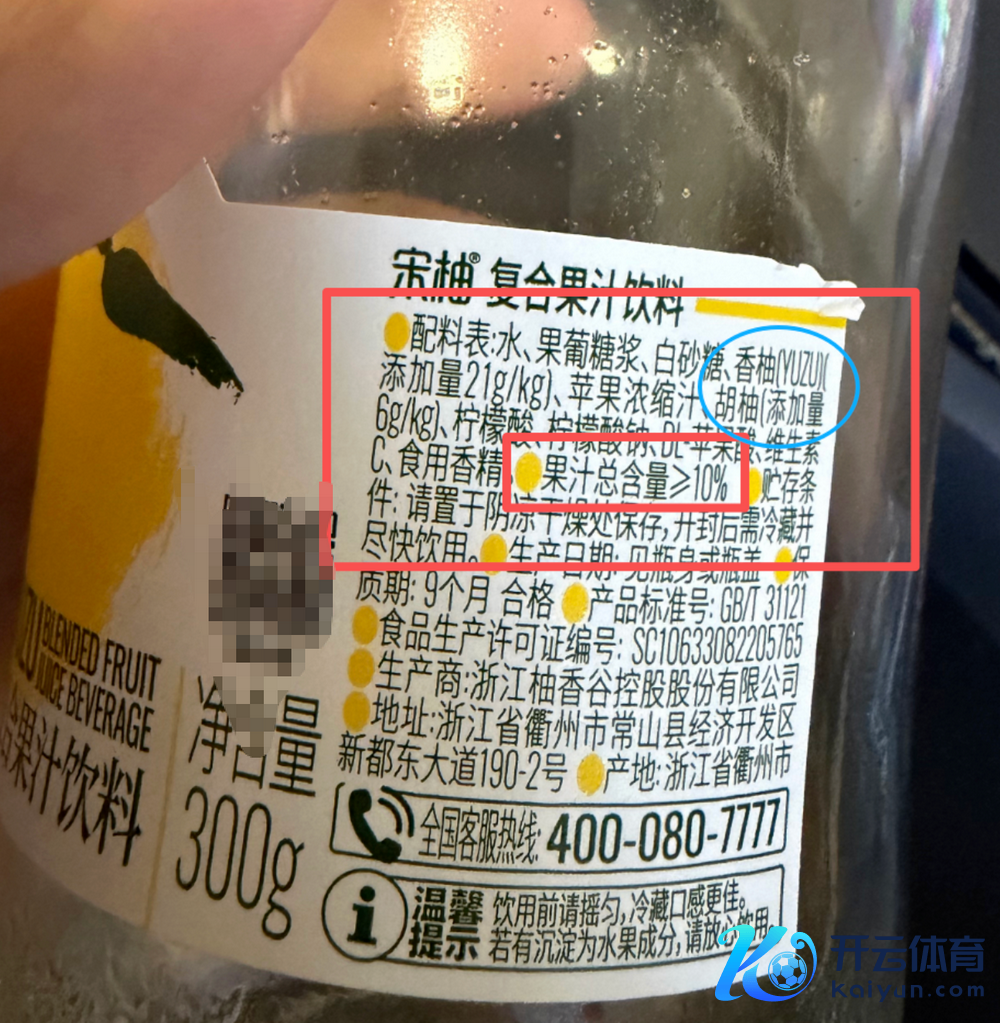 宋柚® 复合果汁饮料
配料表:水、果葡糖浆、白砂糖、香柚(YUZU)(
添加量21g/kg)、苹果浓缩汁、胡柚(添加量
6g/kg)、柠檬酸、柠檬酸钠、DL-苹果酸、维生素
C、食用香精 果汁总含量≥10% 贮存条
件: 请置于阴凉干燥处保存,开封后需冷藏并
尽快饮用。 生产日期: 见瓶身或瓶盖 保
质期: 9个月 合格 产品标准号: GB/T 31121
食品生产许可证编号: SC10633082205765
生产商:浙江柚香谷控股股份有限公司
地址:浙江省衢州市常山县经济开发区
新都东大道190-2号 产地:浙江省衢州市
全国客服热线: 400-080-7777
温馨
提示
饮用前请摇匀,冷藏口感更佳。
若有沉淀为水果成分,请放心饮用。
BLENDED FRUIT
JUICE BEVERAGE
果汁饮料
净含量
300g
开云体育
Kaiyun.com